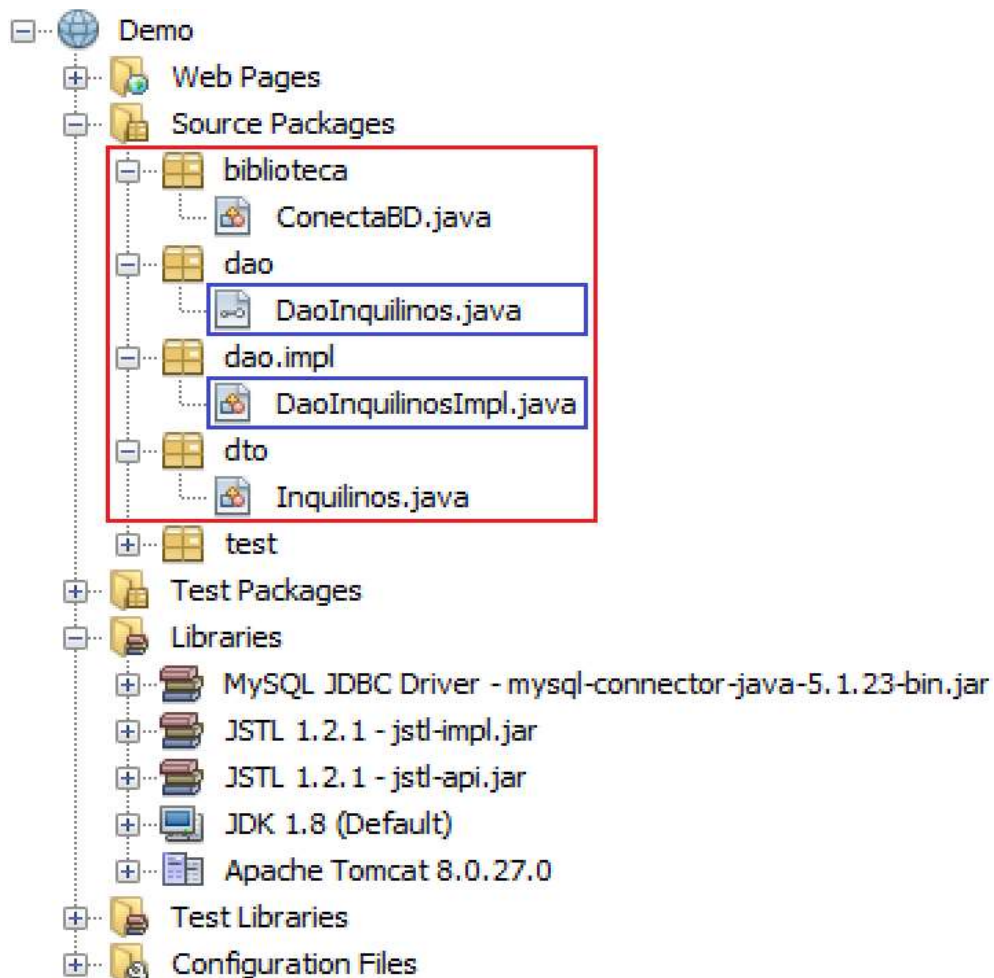 Demo
Web Pages
Source Packages
biblioteca
ConectaBD.java
dao
DaoInquilinos.java
dao.impl
DaoInquilinosImpl.java
dto
Inquilinos.java
test
Test Packages
Libraries
MySQL JDBC Driver - mysql-connector-java-5.1.23-bin.jar
JSTL 1.2.1 - jstl-impl.jar
JSTL 1.2.1 - jstl-api.jar
JDK 1.8 (Default)
Apache Tomcat 8.0.27.0
Test Libraries
Configuration Files